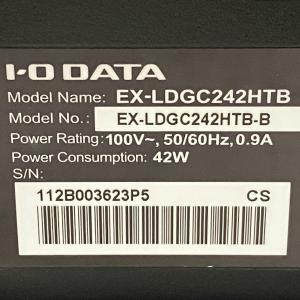 I-O DATA
Model Name: EX-LDGC242HTB
Model No.: EX-LDGC242HTB-B
Power Rating: 100V~, 50/60Hz, 0.9A
Power Consumption: 42W
S/N:
112B003623P5 CS